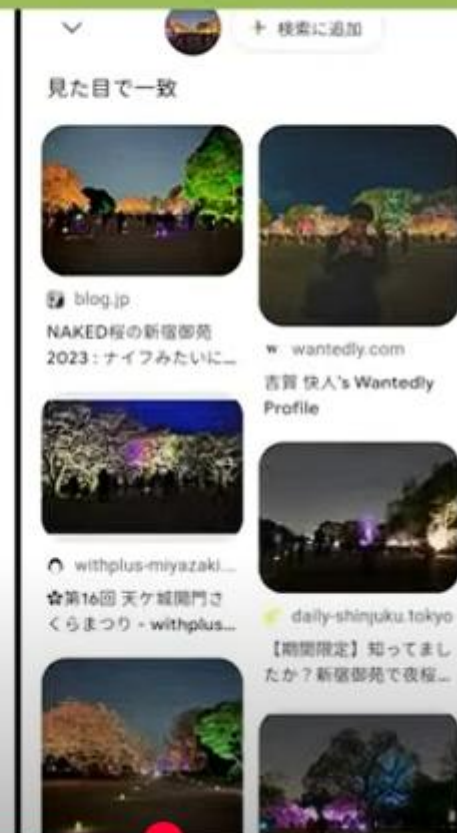 + 検索に追加
見た目で一致
blog.jp
NAKED桜の新宿御苑
2023:ナイフみたいに...
w wantedly.com
吉賀 快人's Wantedly
Profile
withplus-miyazaki....
✿第16回 天ケ城開門さ
くらまつり - withplus...
daily-shinjuku.tokyo
【期間限定】知ってまし
たか?新宿御苑で夜桜...